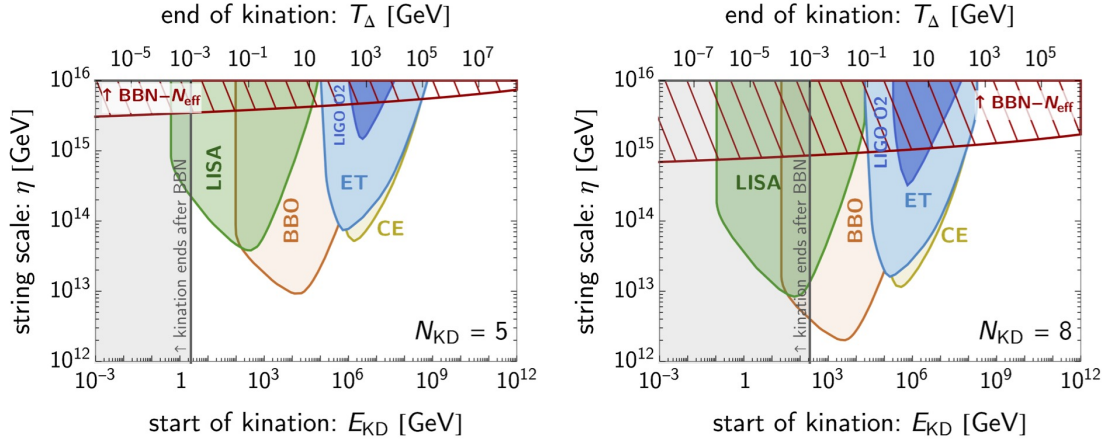 end of kination: T_Δ [GeV]
10^-5 10^-3 10^-1 10 10^3 10^5 10^7
10^16
10^15
10^14
10^13
10^12
string scale: η [GeV]
↑ BBN–N_eff
LISA
BBO
LIGO O2
ET
CE
↑ kination ends after BBN
N_KD = 5
10^-3 1 10^3 10^6 10^9 10^12
start of kination: E_KD [GeV]
end of kination: T_Δ [GeV]
10^-7 10^-5 10^-3 10^-1 10 10^3 10^5
10^16
10^15
10^14
10^13
10^12
string scale: η [GeV]
↑ BBN–N_eff
LISA
BBO
LIGO O2
ET
CE
↑ kination ends after BBN
N_KD = 8
10^-3 1 10^3 10^6 10^9 10^12
start of kination: E_KD [GeV]